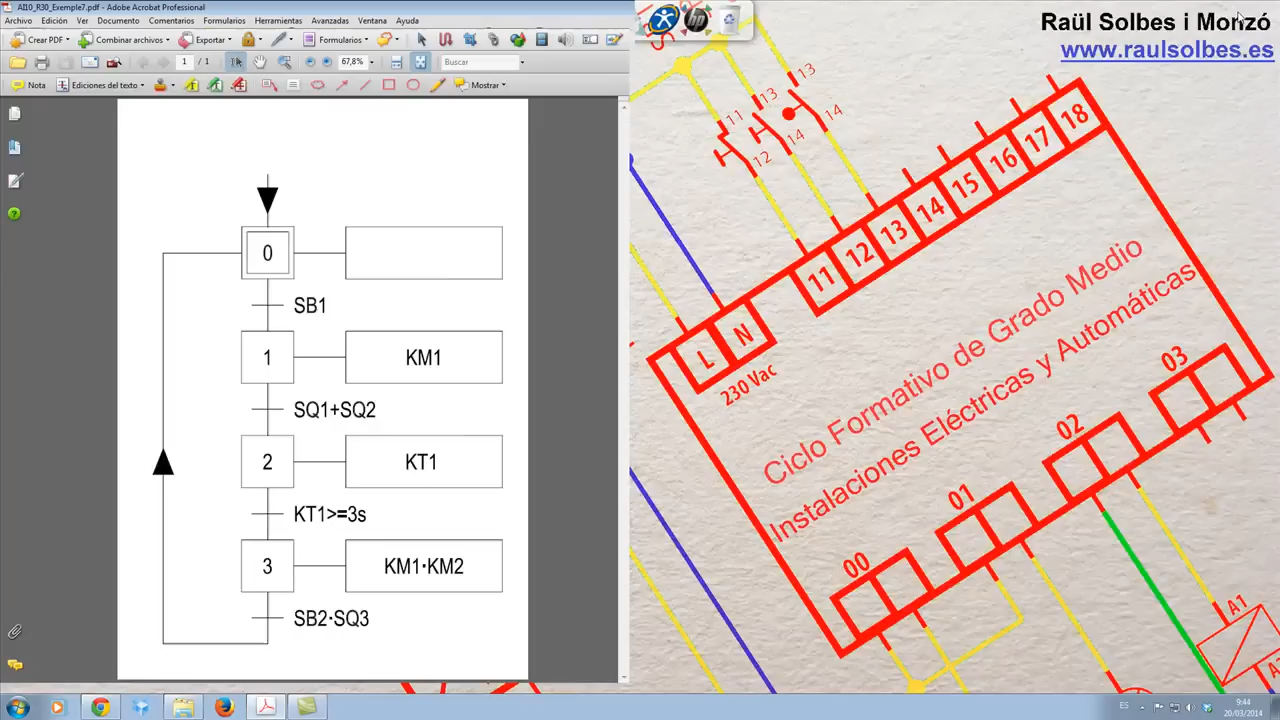 AI10_R30_Exemple7.pdf - Adobe Acrobat Professional
Archivo Edición Ver Documento Comentarios Formularios Herramientas Avanzadas Ventana Ayuda
Crear PDF Combinar archivos Exportar Formularios
1 / 1 67,8% Buscar
Nota Ediciones del texto Mostrar
0
SB1
1 KM1
SQ1+SQ2
2 KT1
KT1>=3s
3 KM1·KM2
SB2·SQ3
Raül Solbes i Monzó
www.raulsolbes.es
hp
11
12
13
14
13
14
L N
230 Vac
11 12 13 14 15 16 17 18
Ciclo Formativo de Grado Medio
Instalaciones Eléctricas y Automáticas
00 01 02 03
A1
ES
9:44
20/03/2014